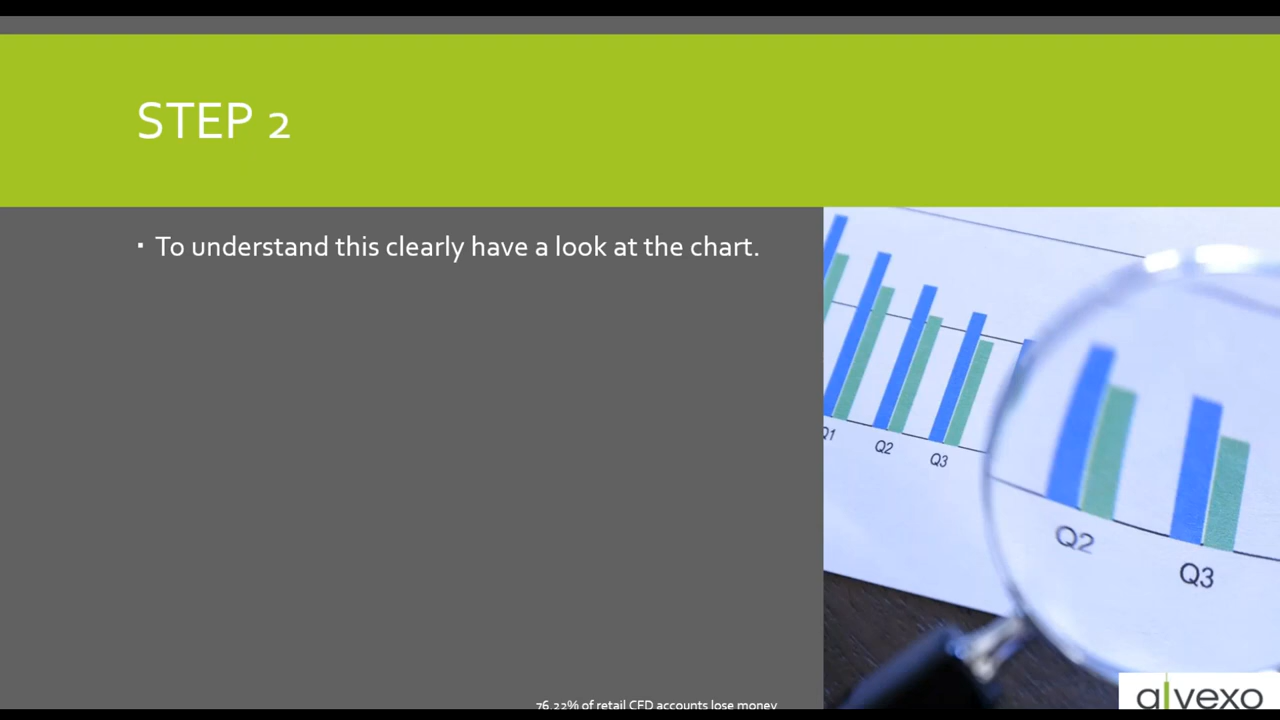 STEP 2
▪ To understand this clearly have a look at the chart.
Q1
Q2
Q3
Q2
Q3
76.22% of retail CFD accounts lose money
alvexo